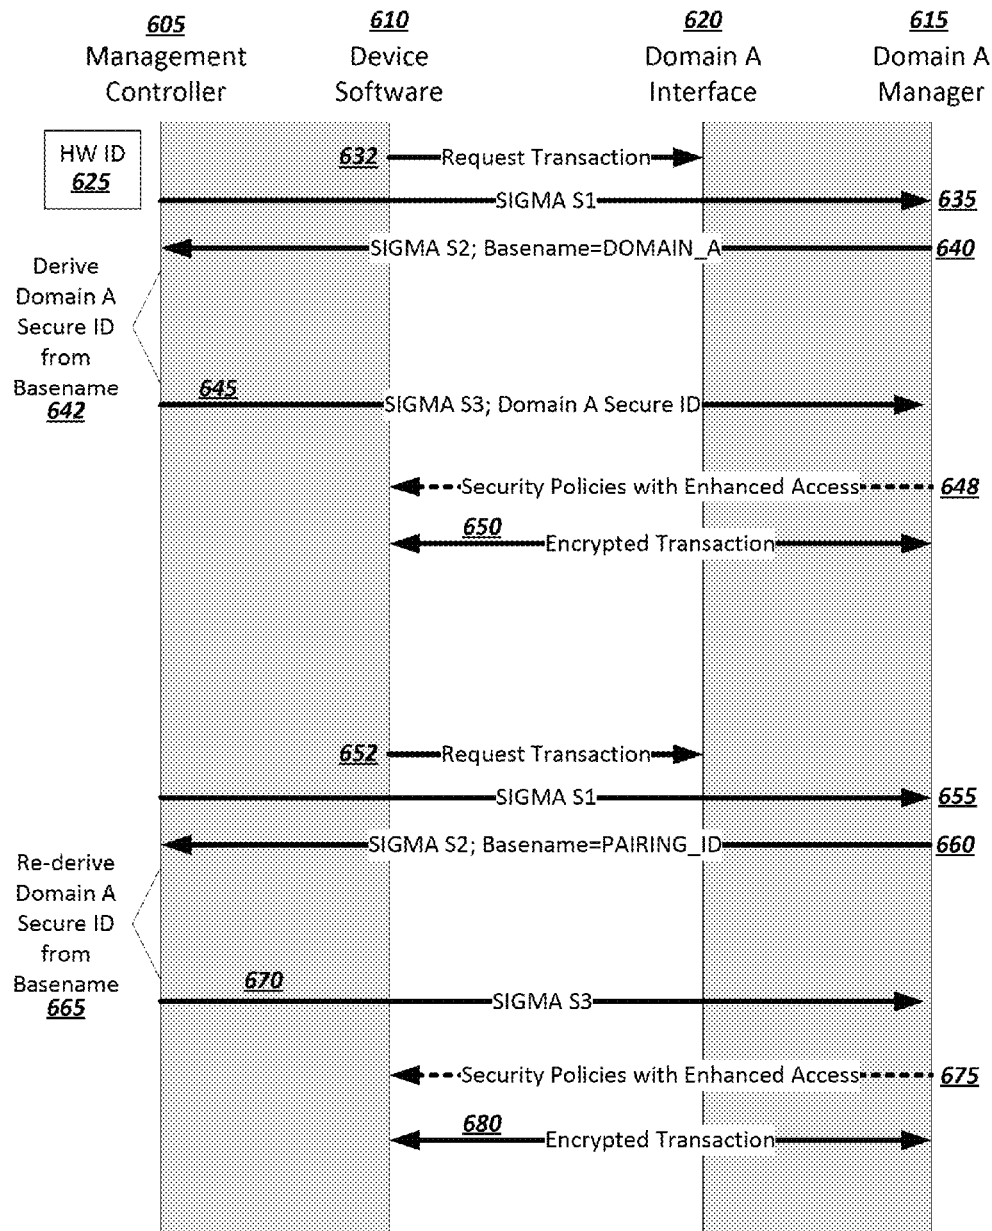 605
Management
Controller
610
Device
Software
620
Domain A
Interface
615
Domain A
Manager
HW ID
625
632
Request Transaction
SIGMA S1
635
SIGMA S2; Basename=DOMAIN_A
640
Derive
Domain A
Secure ID
from
Basename
642
645
SIGMA S3; Domain A Secure ID
Security Policies with Enhanced Access
648
650
Encrypted Transaction
652
Request Transaction
SIGMA S1
655
SIGMA S2; Basename=PAIRING_ID
660
Re-derive
Domain A
Secure ID
from
Basename
665
670
SIGMA S3
Security Policies with Enhanced Access
675
680
Encrypted Transaction